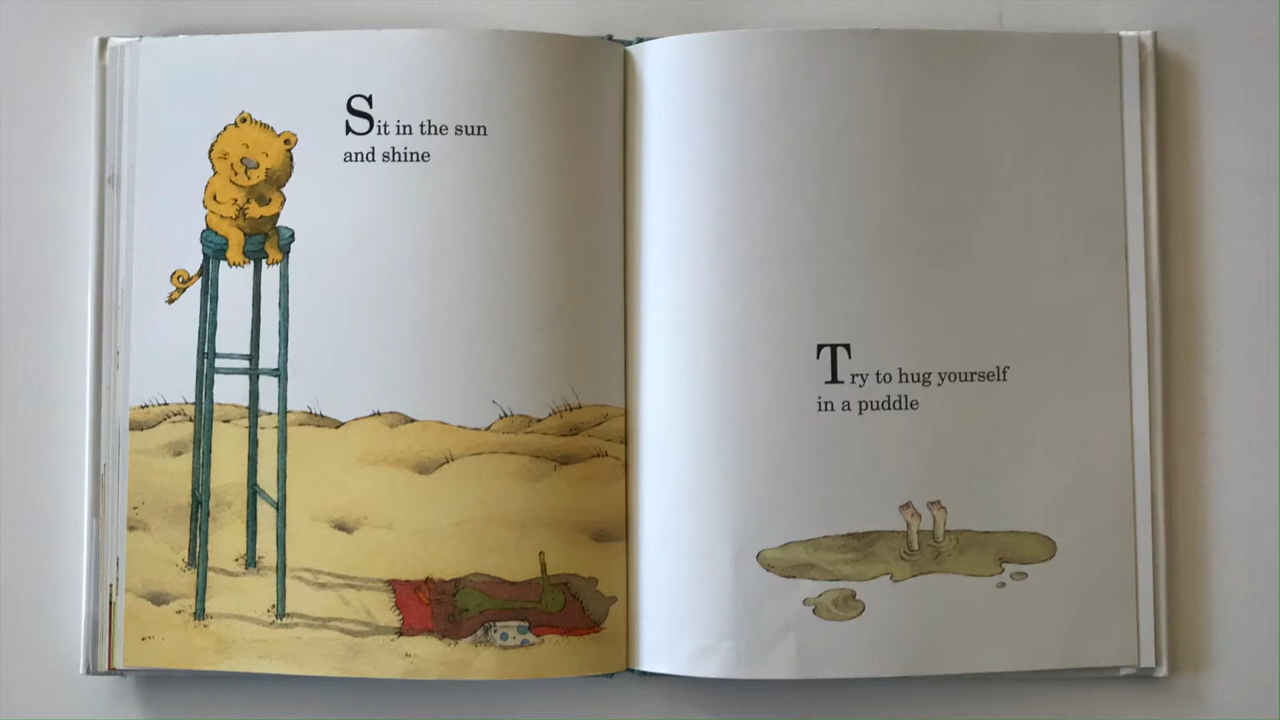 Sit in the sun
and shine
Try to hug yourself
in a puddle